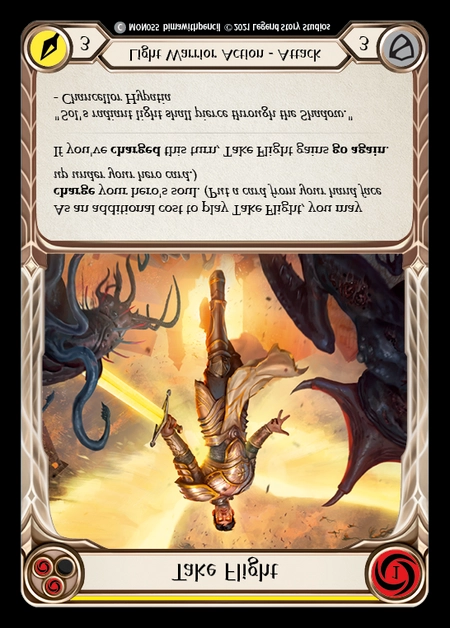 Take Flight
1
As an additional cost to play Take Flight, you may
charge your hero's soul. (Put a card from your hand face
up under your hero card.)
If you've charged this turn, Take Flight gains go again.
"Sol's radiant light shall pierce through the Shadow."
- Chancellor Hypatia
3
Light Warrior Action - Attack
3
C MON055 bimawithpencil © 2021 Legend Story Studios